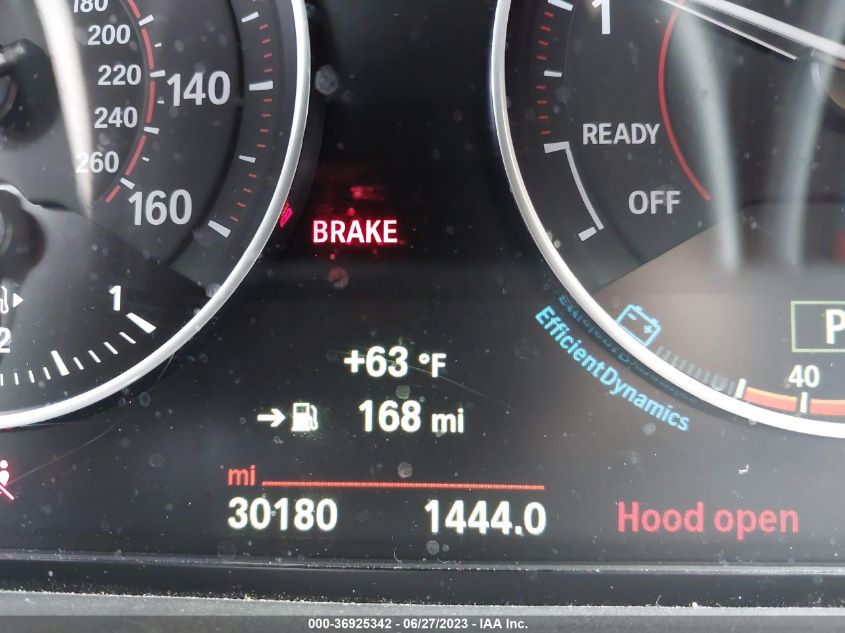 180
200
220
240
260
140
160
1
READY
OFF
BRAKE
1
2
+63 °F
168 mi
EfficientDynamics
P
40
mi
30180 1444.0
Hood open
000-36925342 / 06/27/2023 - IAA Inc.